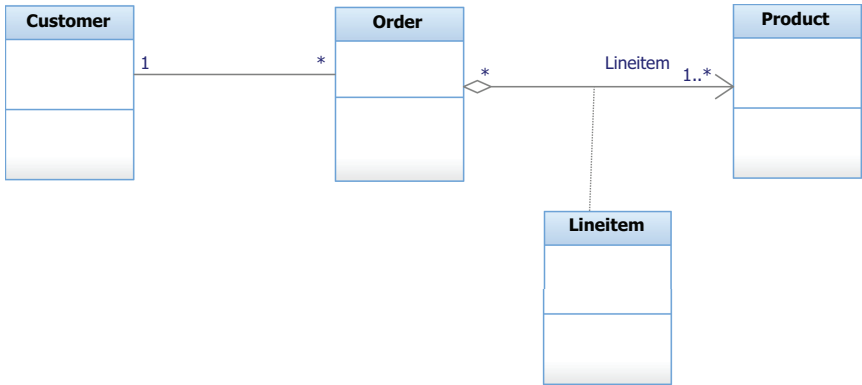 Customer
Order
Product
1
*
*
Lineitem
1..*
Lineitem